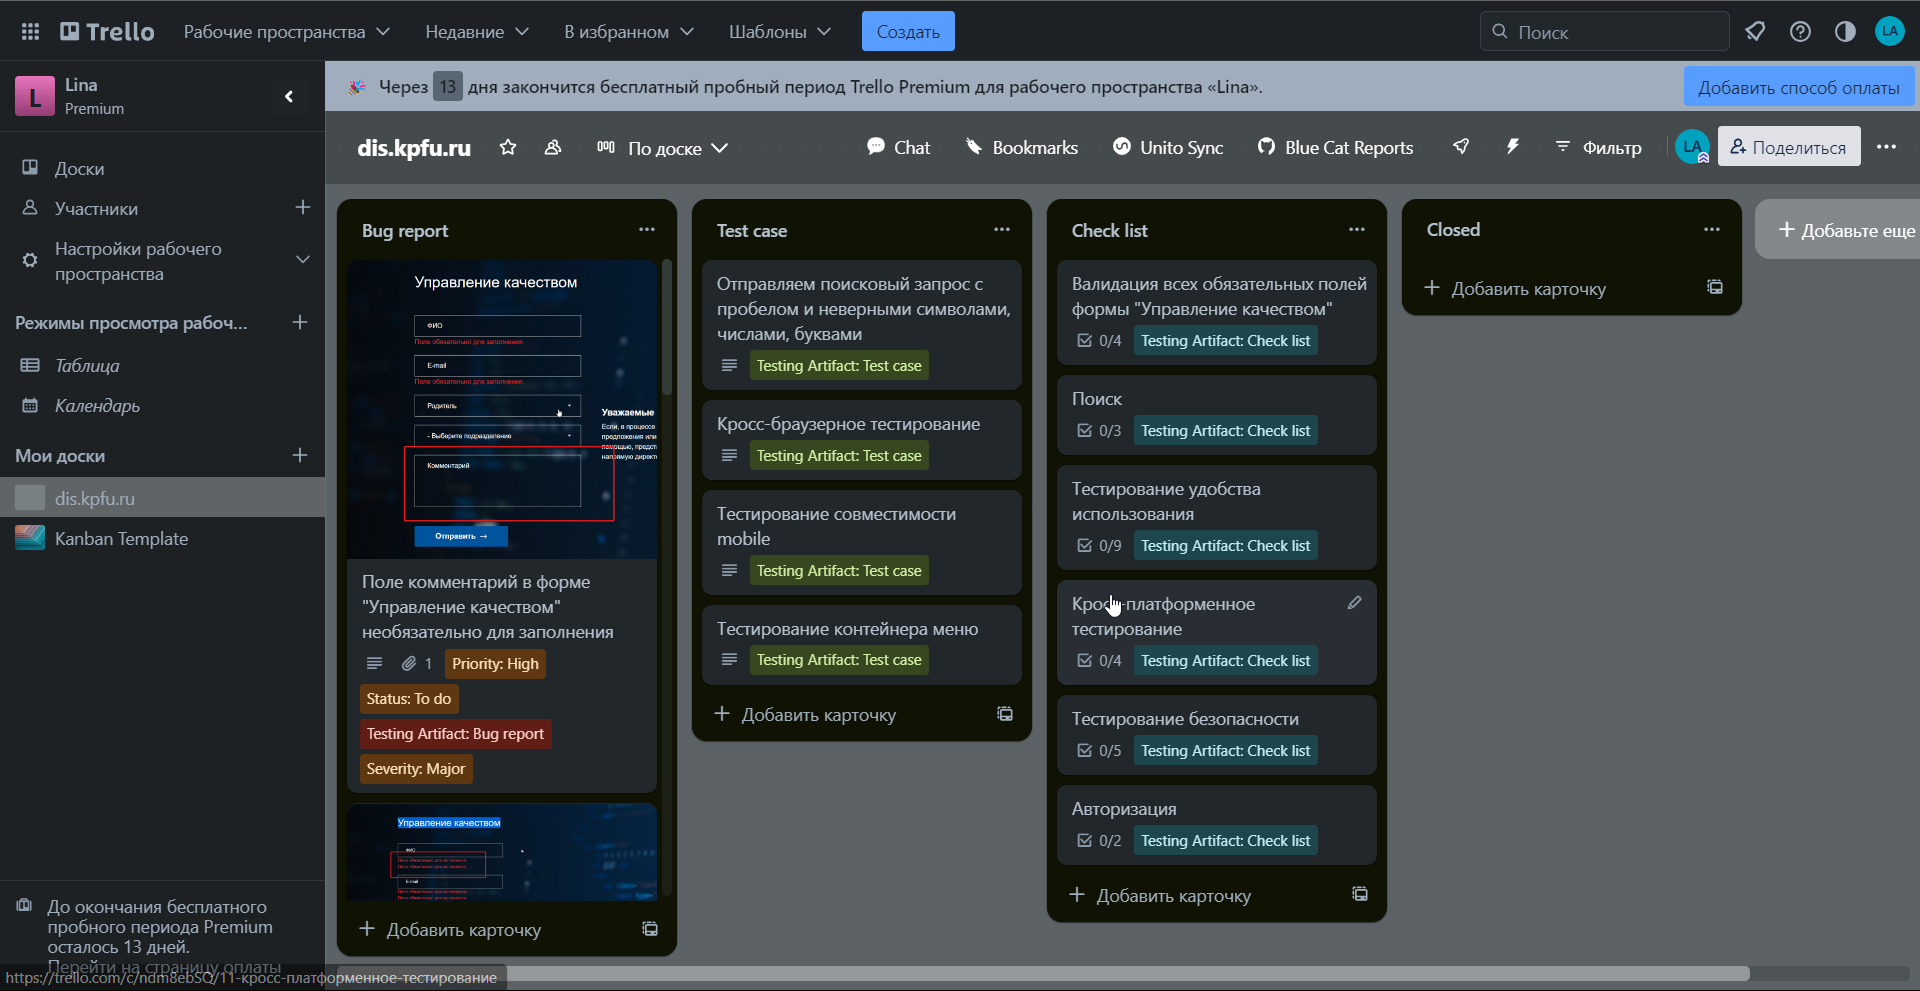 Trello
Рабочие пространства
Недавние
В избранном
Шаблоны
Создать
Поиск
LA
L
Lina
Premium
Через 13 дня закончится бесплатный пробный период Trello Premium для рабочего пространства «Lina».
Добавить способ оплаты
dis.kpfu.ru
По доске
Chat
Bookmarks
Unito Sync
Blue Cat Reports
Фильтр
LA
Поделиться
Доски
Участники
Настройки рабочего
пространства
Режимы просмотра рабоч...
Таблица
Календарь
Мои доски
dis.kpfu.ru
Kanban Template
До окончания бесплатного
пробного периода Premium
осталось 13 дней.
Перейти на страницу оплаты
https://trello.com/c/ndm8ebSQ/11-кросс-платформенное-тестирование
Bug report
Управление качеством
ФИО
Поле обязательно для заполнения.
E-mail
Поле обязательно для заполнения.
Родитель
- Выберите подразделение
Комментарий
Отправить →
Уважаемые
Если, в процессе
предложения или
помощью, предст
напрямую директ
Поле комментарий в форме
"Управление качеством"
необязательно для заполнения
1
Priority: High
Status: To do
Testing Artifact: Bug report
Severity: Major
Управление качеством
ФИО
E-mail
Добавить карточку
Test case
Отправляем поисковый запрос с
пробелом и неверными символами,
числами, буквами
Testing Artifact: Test case
Кросс-браузерное тестирование
Testing Artifact: Test case
Тестирование совместимости
mobile
Testing Artifact: Test case
Тестирование контейнера меню
Testing Artifact: Test case
Добавить карточку
Check list
Валидация всех обязательных полей
формы "Управление качеством"
0/4
Testing Artifact: Check list
Поиск
0/3
Testing Artifact: Check list
Тестирование удобства
использования
0/9
Testing Artifact: Check list
Кросс-платформенное
тестирование
0/4
Testing Artifact: Check list
Тестирование безопасности
0/5
Testing Artifact: Check list
Авторизация
0/2
Testing Artifact: Check list
Добавить карточку
Closed
Добавить карточку
Добавьте еще